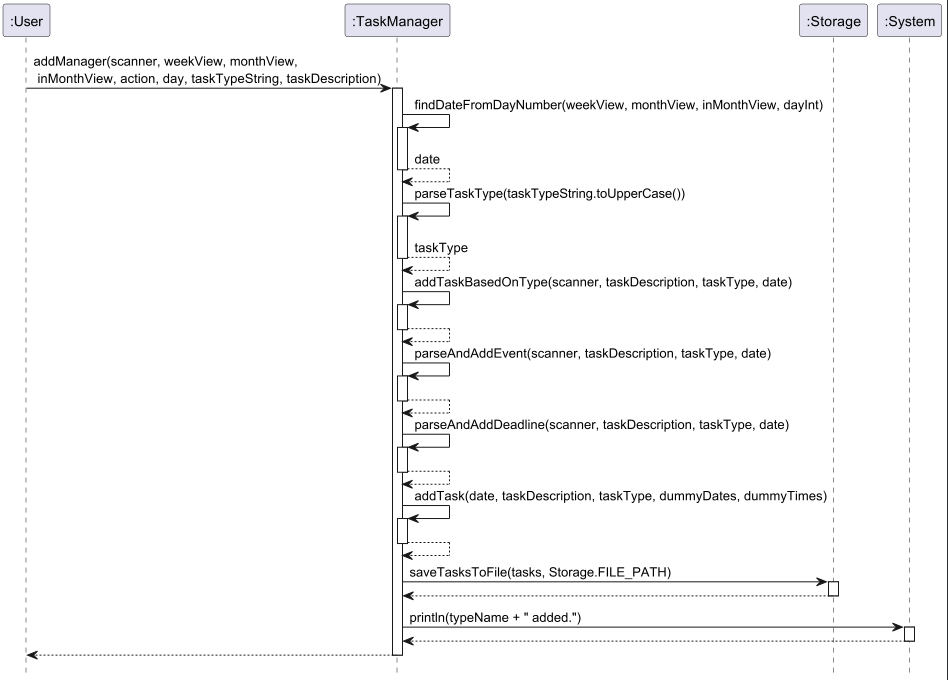 :User
:TaskManager
:Storage
:System
addManager(scanner, weekView, monthView,
inMonthView, action, day, taskTypeString, taskDescription)
findDateFromDayNumber(weekView, monthView, inMonthView, dayInt)
date
parseTaskType(taskTypeString.toUpperCase())
taskType
addTaskBasedOnType(scanner, taskDescription, taskType, date)
parseAndAddEvent(scanner, taskDescription, taskType, date)
parseAndAddDeadline(scanner, taskDescription, taskType, date)
addTask(date, taskDescription, taskType, dummyDates, dummyTimes)
saveTasksToFile(tasks, Storage.FILE_PATH)
println(typeName + " added.")